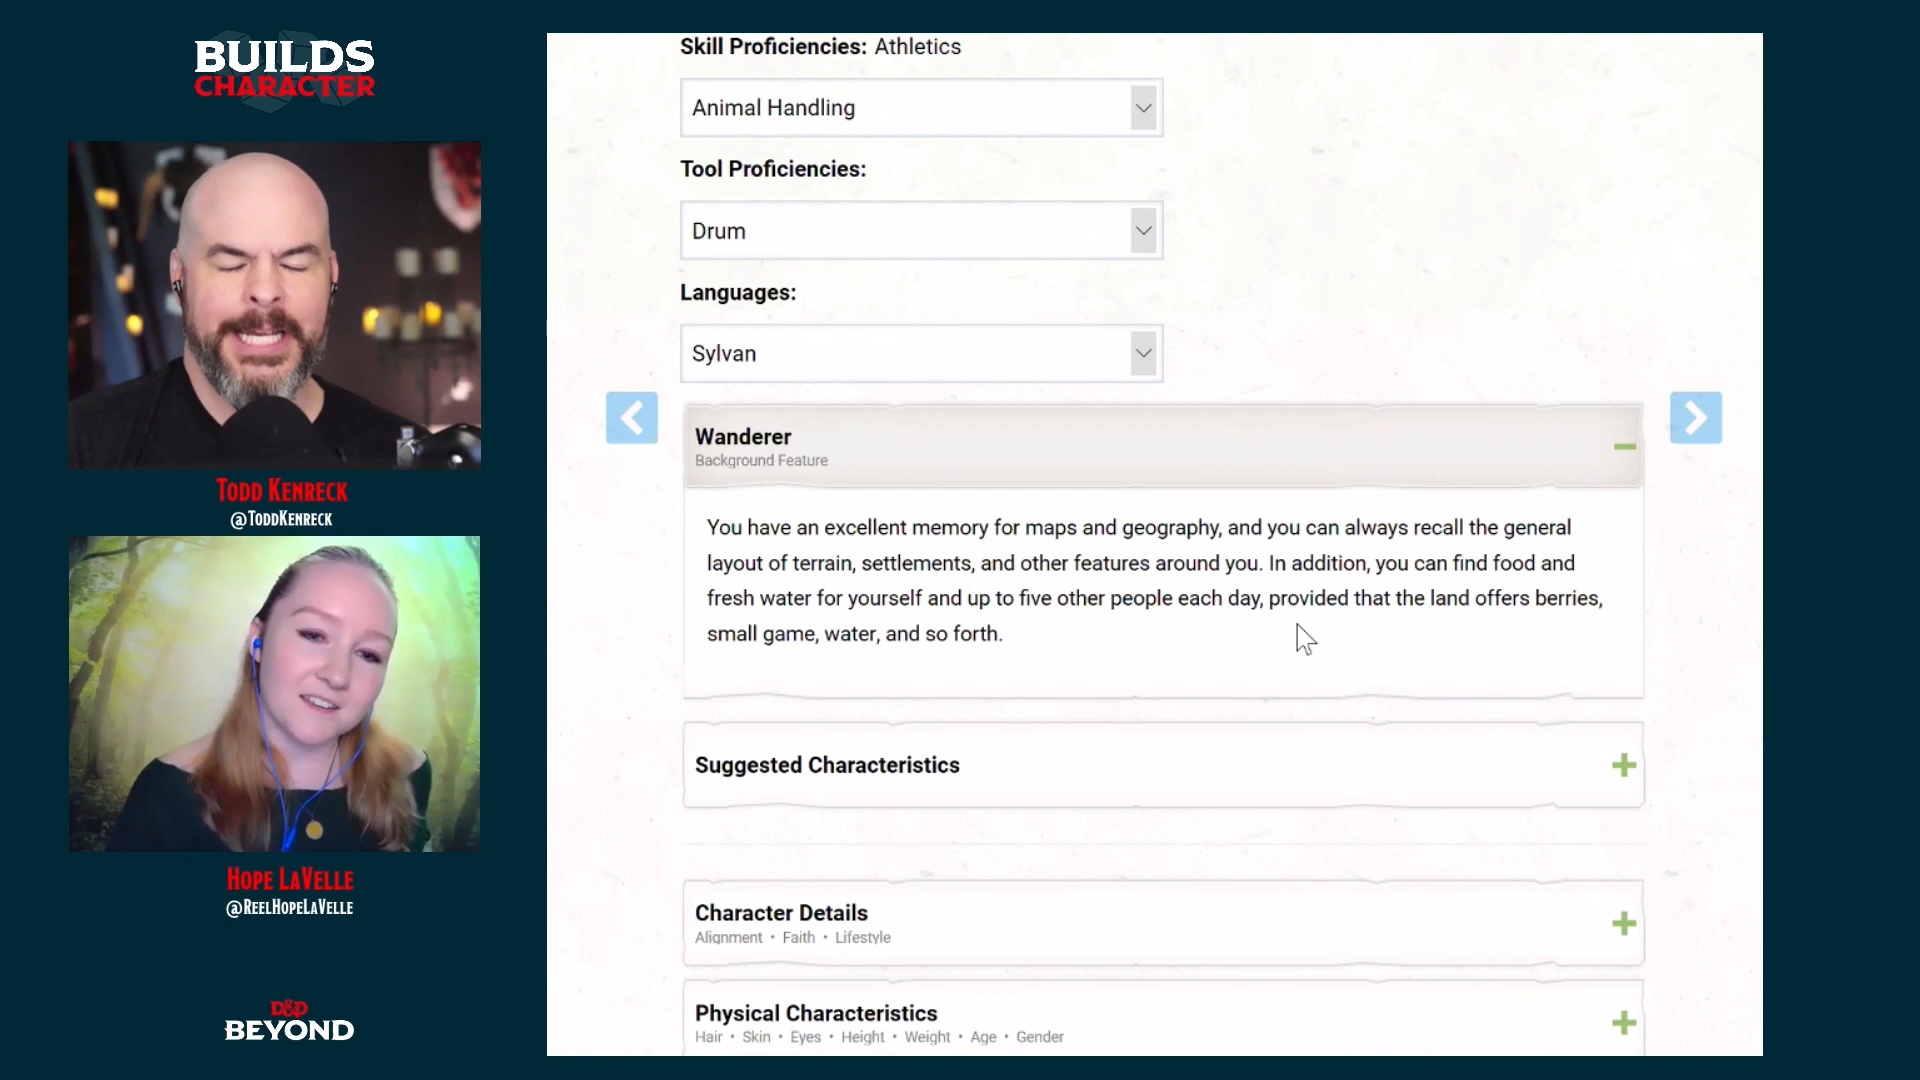 BUILDS
CHARACTER
Todd Kenreck
@ToddKenreck
Hope LaVelle
@ReelHopeLaVelle
D&D
BEYOND
Skill Proficiencies: Athletics
Animal Handling
Tool Proficiencies:
Drum
Languages:
Sylvan
Wanderer
Background Feature
You have an excellent memory for maps and geography, and you can always recall the general
layout of terrain, settlements, and other features around you. In addition, you can find food and
fresh water for yourself and up to five other people each day, provided that the land offers berries,
small game, water, and so forth.
Suggested Characteristics
Character Details
Alignment • Faith • Lifestyle
Physical Characteristics
Hair • Skin • Eyes • Height • Weight • Age • Gender